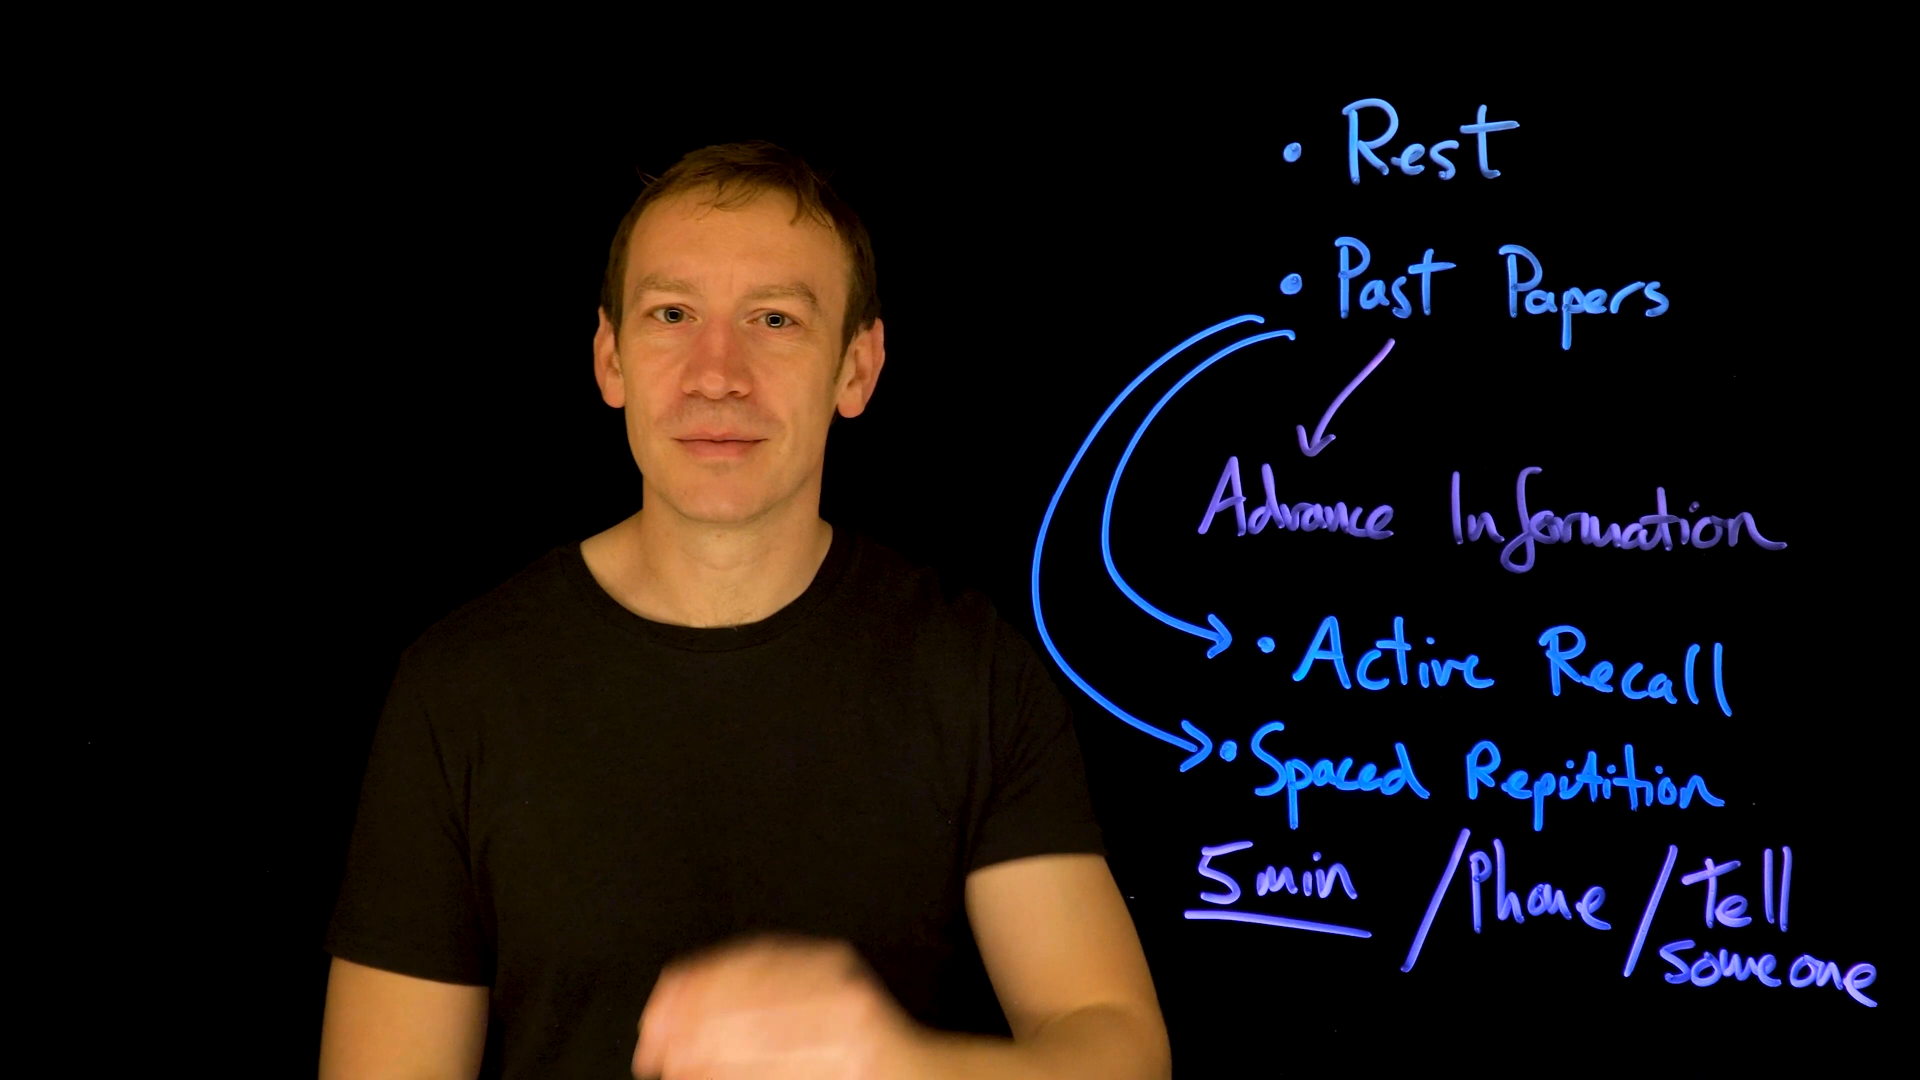 • Rest
• Past Papers
Advance Information
• Active Recall
• Spaced Repitition
5 min / Phone / Tell
someone